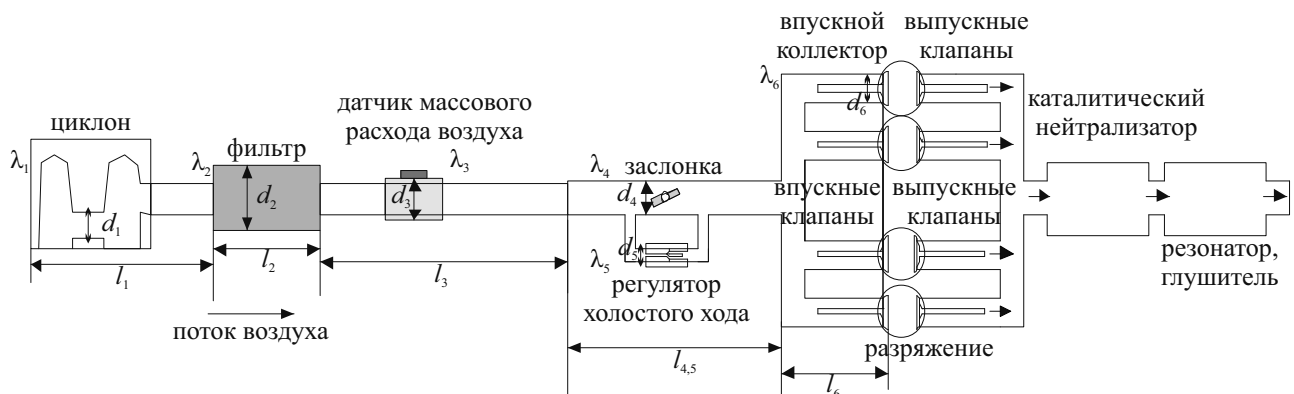 впускной
коллектор
выпускные
клапаны
λ6
d6
каталитический
нейтрализатор
датчик массового
расхода воздуха
циклон
λ1
фильтр
λ2
λ3
λ4
заслонка
d1
d2
d3
d4
впускные
клапаны
выпускные
клапаны
d5
λ5
регулятор
холостого хода
резонатор,
глушитель
l1
l2
l3
поток воздуха
разряжение
l4,5
l6